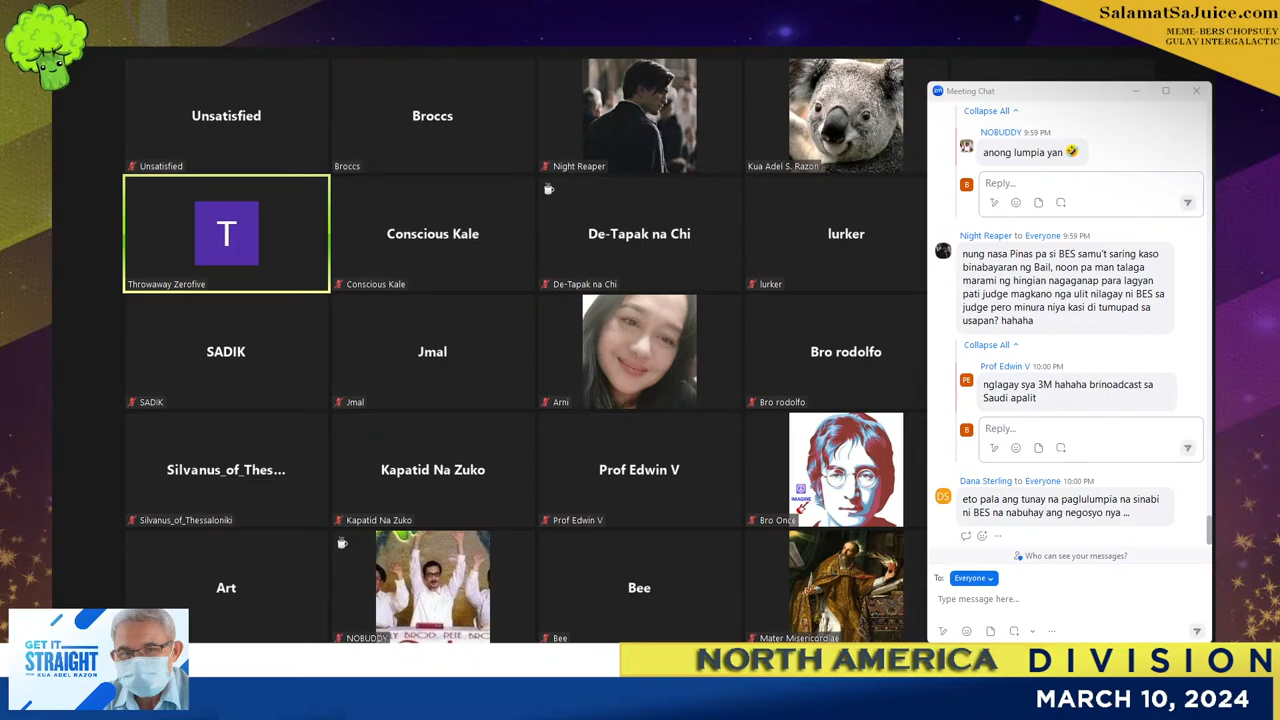 SalamatSaJuice.com
MEME-BERS CHOPSUEY
GULAY INTERGALACTIC
Unsatisfied
Unsatisfied
Broccs
Broccs
Night Reaper
Kua Adel S. Razon
T
Throwaway Zerofive
Conscious Kale
Conscious Kale
De-Tapak na Chi
De-Tapak na Chi
lurker
lurker
SADIK
SADIK
Jmal
Jmal
Arni
Bro rodolfo
Bro rodolfo
Silvanus_of_Thes...
Silvanus_of_Thessaloniki
Kapatid Na Zuko
Kapatid Na Zuko
Prof Edwin V
Prof Edwin V
IMAGINE
Bro Once
Art
NOBUDDY
Y BROD, PETE BRO
Bee
Bee
Mater Misericordiae
Meeting Chat
Collapse All
NOBUDDY 9:59 PM
anong lumpia yan 🤣
B
Reply...
Night Reaper to Everyone 9:59 PM
nung nasa Pinas pa si BES samu't saring kaso
binabayaran ng Bail, noon pa man talaga
marami ng hingian nagaganap para lagyan
pati judge magkano nga ulit nilagay ni BES sa
judge pero minura niya kasi di tumupad sa
usapan? hahaha
Collapse All
Prof Edwin V 10:00 PM
PE
nglagay sya 3M hahaha brinoadcast sa
Saudi apalit
B
Reply...
Dana Sterling to Everyone 10:00 PM
DS
eto pala ang tunay na paglulumpia na sinabi
ni BES na nabuhay ang negosyo nya ...
Who can see your messages?
To: Everyone
Type message here...
GET IT
STRAIGHT
KUA ADEL RAZON
NORTH AMERICA DIVISION
MARCH 10, 2024